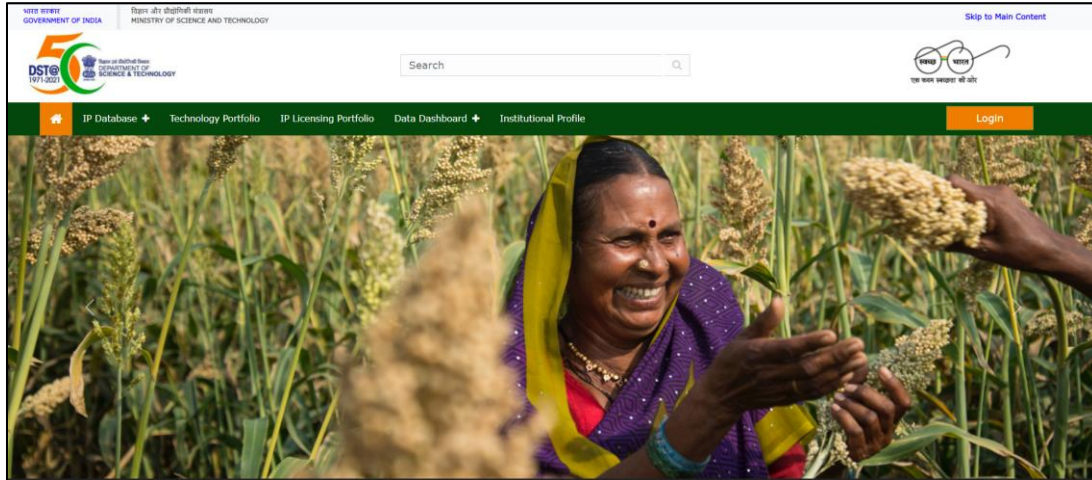 भारत सरकार
GOVERNMENT OF INDIA
विज्ञान और प्रौद्योगिकी मंत्रालय
MINISTRY OF SCIENCE AND TECHNOLOGY
Skip to Main Content
50
DST@
1971-2021
विज्ञान एवं प्रौद्योगिकी विभाग
DEPARTMENT OF
SCIENCE & TECHNOLOGY
Search
स्वच्छ भारत
एक कदम स्वच्छता की ओर
IP Database +
Technology Portfolio
IP Licensing Portfolio
Data Dashboard +
Institutional Profile
Login